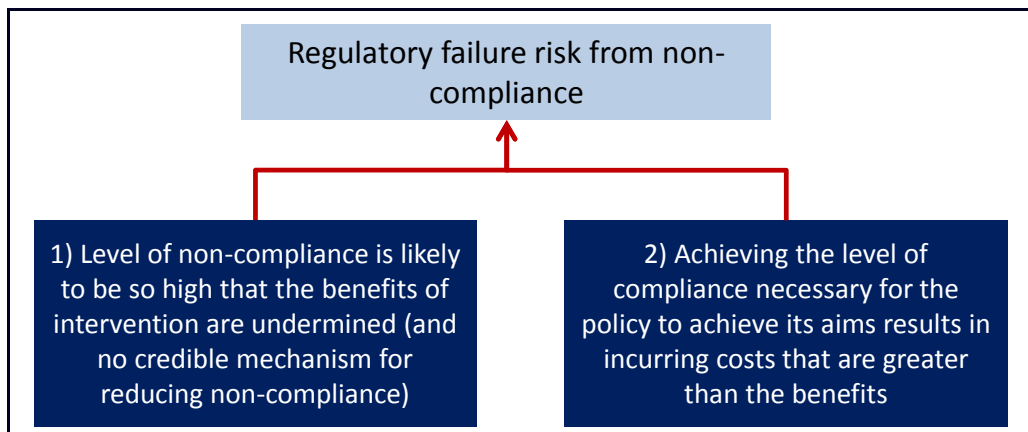 Regulatory failure risk from non-
compliance
1) Level of non-compliance is likely
to be so high that the benefits of
intervention are undermined (and
no credible mechanism for
reducing non-compliance)
2) Achieving the level of
compliance necessary for the
policy to achieve its aims results in
incurring costs that are greater
than the benefits